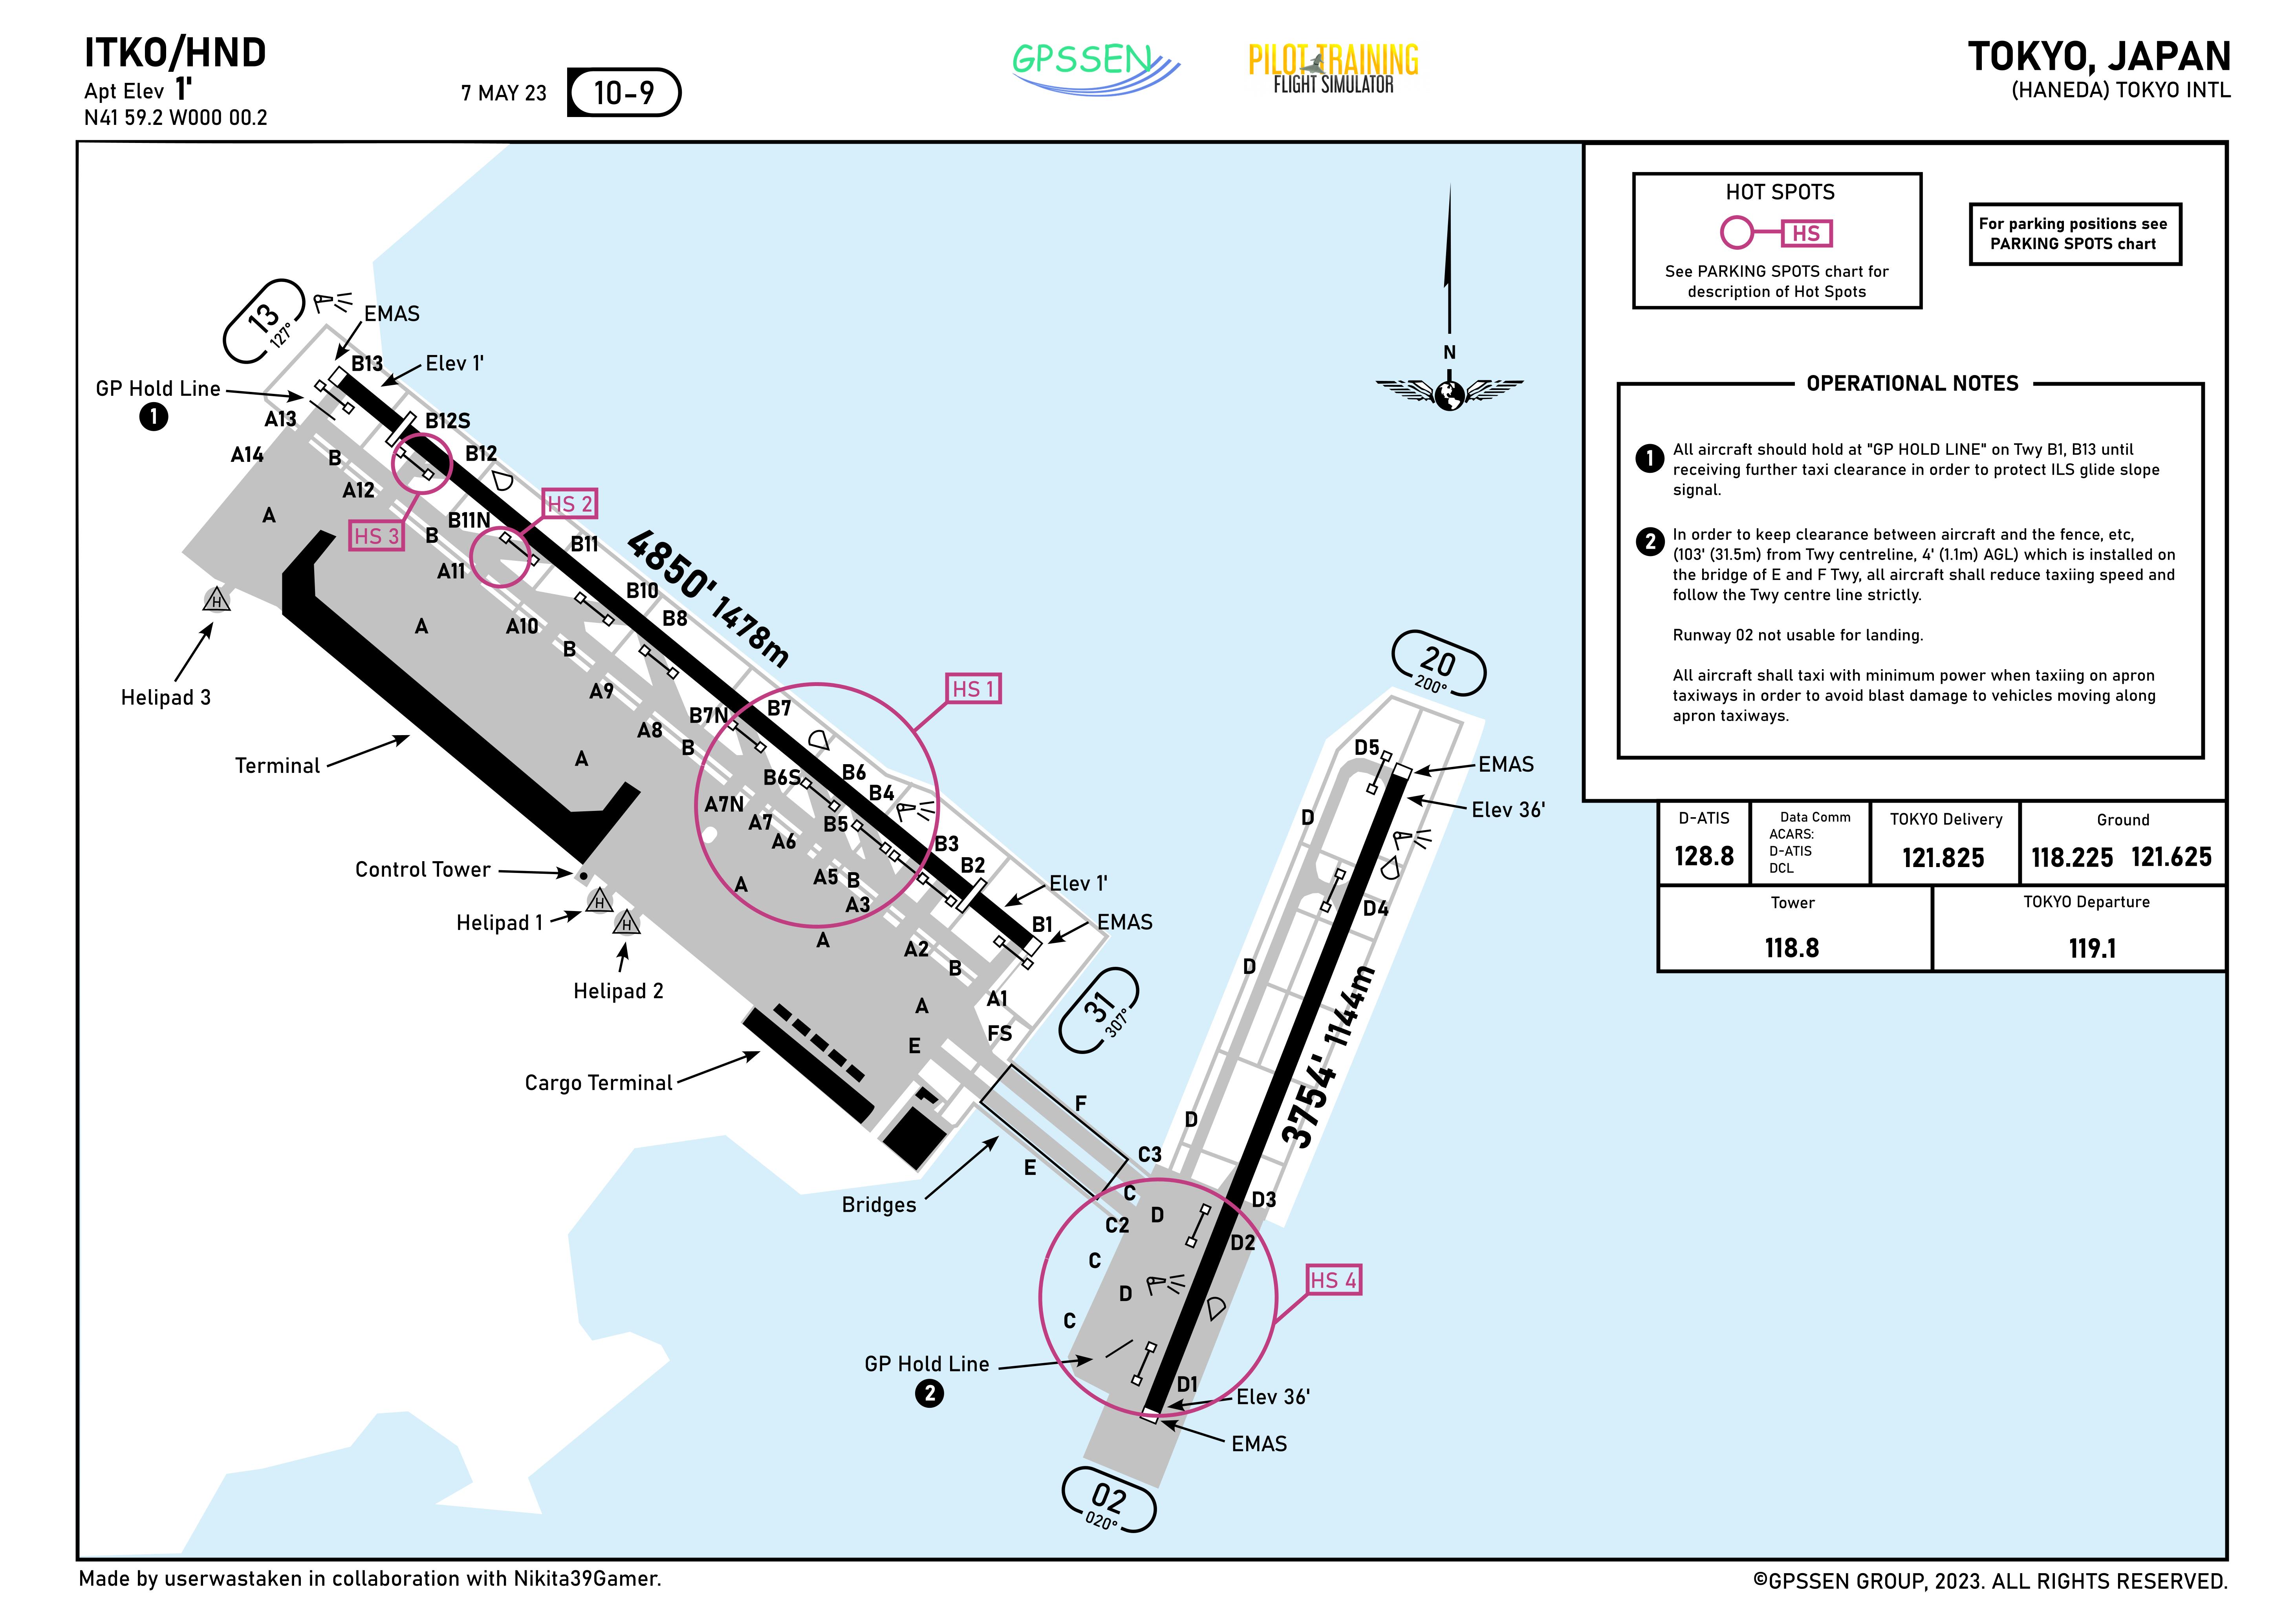 ITKO/HND
Apt Elev 1'
N41 59.2 W000 00.2
7 MAY 23
10-9
GPSSEN
PILOT TRAINING
FLIGHT SIMULATOR
TOKYO, JAPAN
(HANEDA) TOKYO INTL
HOT SPOTS
HS
See PARKING SPOTS chart for
description of Hot Spots
For parking positions see
PARKING SPOTS chart
OPERATIONAL NOTES
1
All aircraft should hold at "GP HOLD LINE" on Twy B1, B13 until
receiving further taxi clearance in order to protect ILS glide slope
signal.
2
In order to keep clearance between aircraft and the fence, etc,
(103' (31.5m) from Twy centreline, 4' (1.1m) AGL) which is installed on
the bridge of E and F Twy, all aircraft shall reduce taxiing speed and
follow the Twy centre line strictly.
Runway 02 not usable for landing.
All aircraft shall taxi with minimum power when taxiing on apron
taxiways in order to avoid blast damage to vehicles moving along
apron taxiways.
D-ATIS
128.8
Data Comm
ACARS:
D-ATIS
DCL
TOKYO Delivery
121.825
Ground
118.225 121.625
Tower
118.8
TOKYO Departure
119.1
N
13
127°
EMAS
B13
Elev 1'
GP Hold Line
1
A13
B12S
A14
B
B12
A12
HS 2
A
B11N
HS 3
B
B11
4850' 1478m
A11
B10
H
B8
A
A10
B
20
200°
Helipad 3
A9
HS 1
B7N
B7
A8
B
D5
Terminal
A
EMAS
B6S
B6
B4
A7N
Elev 36'
D
A7
B5
A6
B3
B2
Control Tower
A5
B
A
Elev 1'
H
A3
D4
Helipad 1
H
B1
EMAS
A
A2
B
D
Helipad 2
A1
A
31
307°
FS
E
3754' 1144m
Cargo Terminal
F
D
C3
E
C
D3
Bridges
D
C2
D2
C
HS 4
D
C
GP Hold Line
2
D1
Elev 36'
EMAS
02
020°
Made by userwastaken in collaboration with Nikita39Gamer.
©GPSSEN GROUP, 2023. ALL RIGHTS RESERVED.